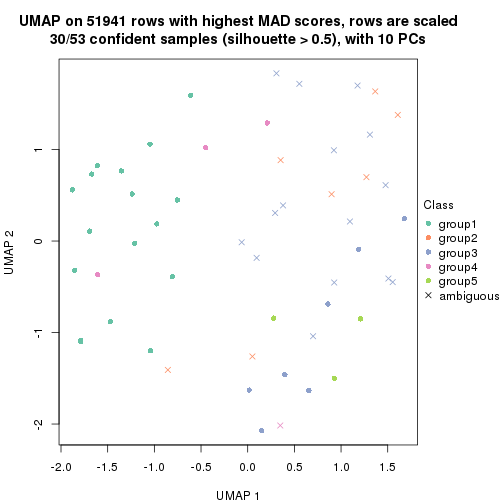 UMAP on 51941 rows with highest MAD scores, rows are scaled
30/53 confident samples (silhouette > 0.5), with 10 PCs
UMAP 2
1
0
-1
-2
-2.0
-1.5
-1.0
-0.5
0.0
0.5
1.0
1.5
UMAP 1
Class
group1
group2
group3
group4
group5
ambiguous